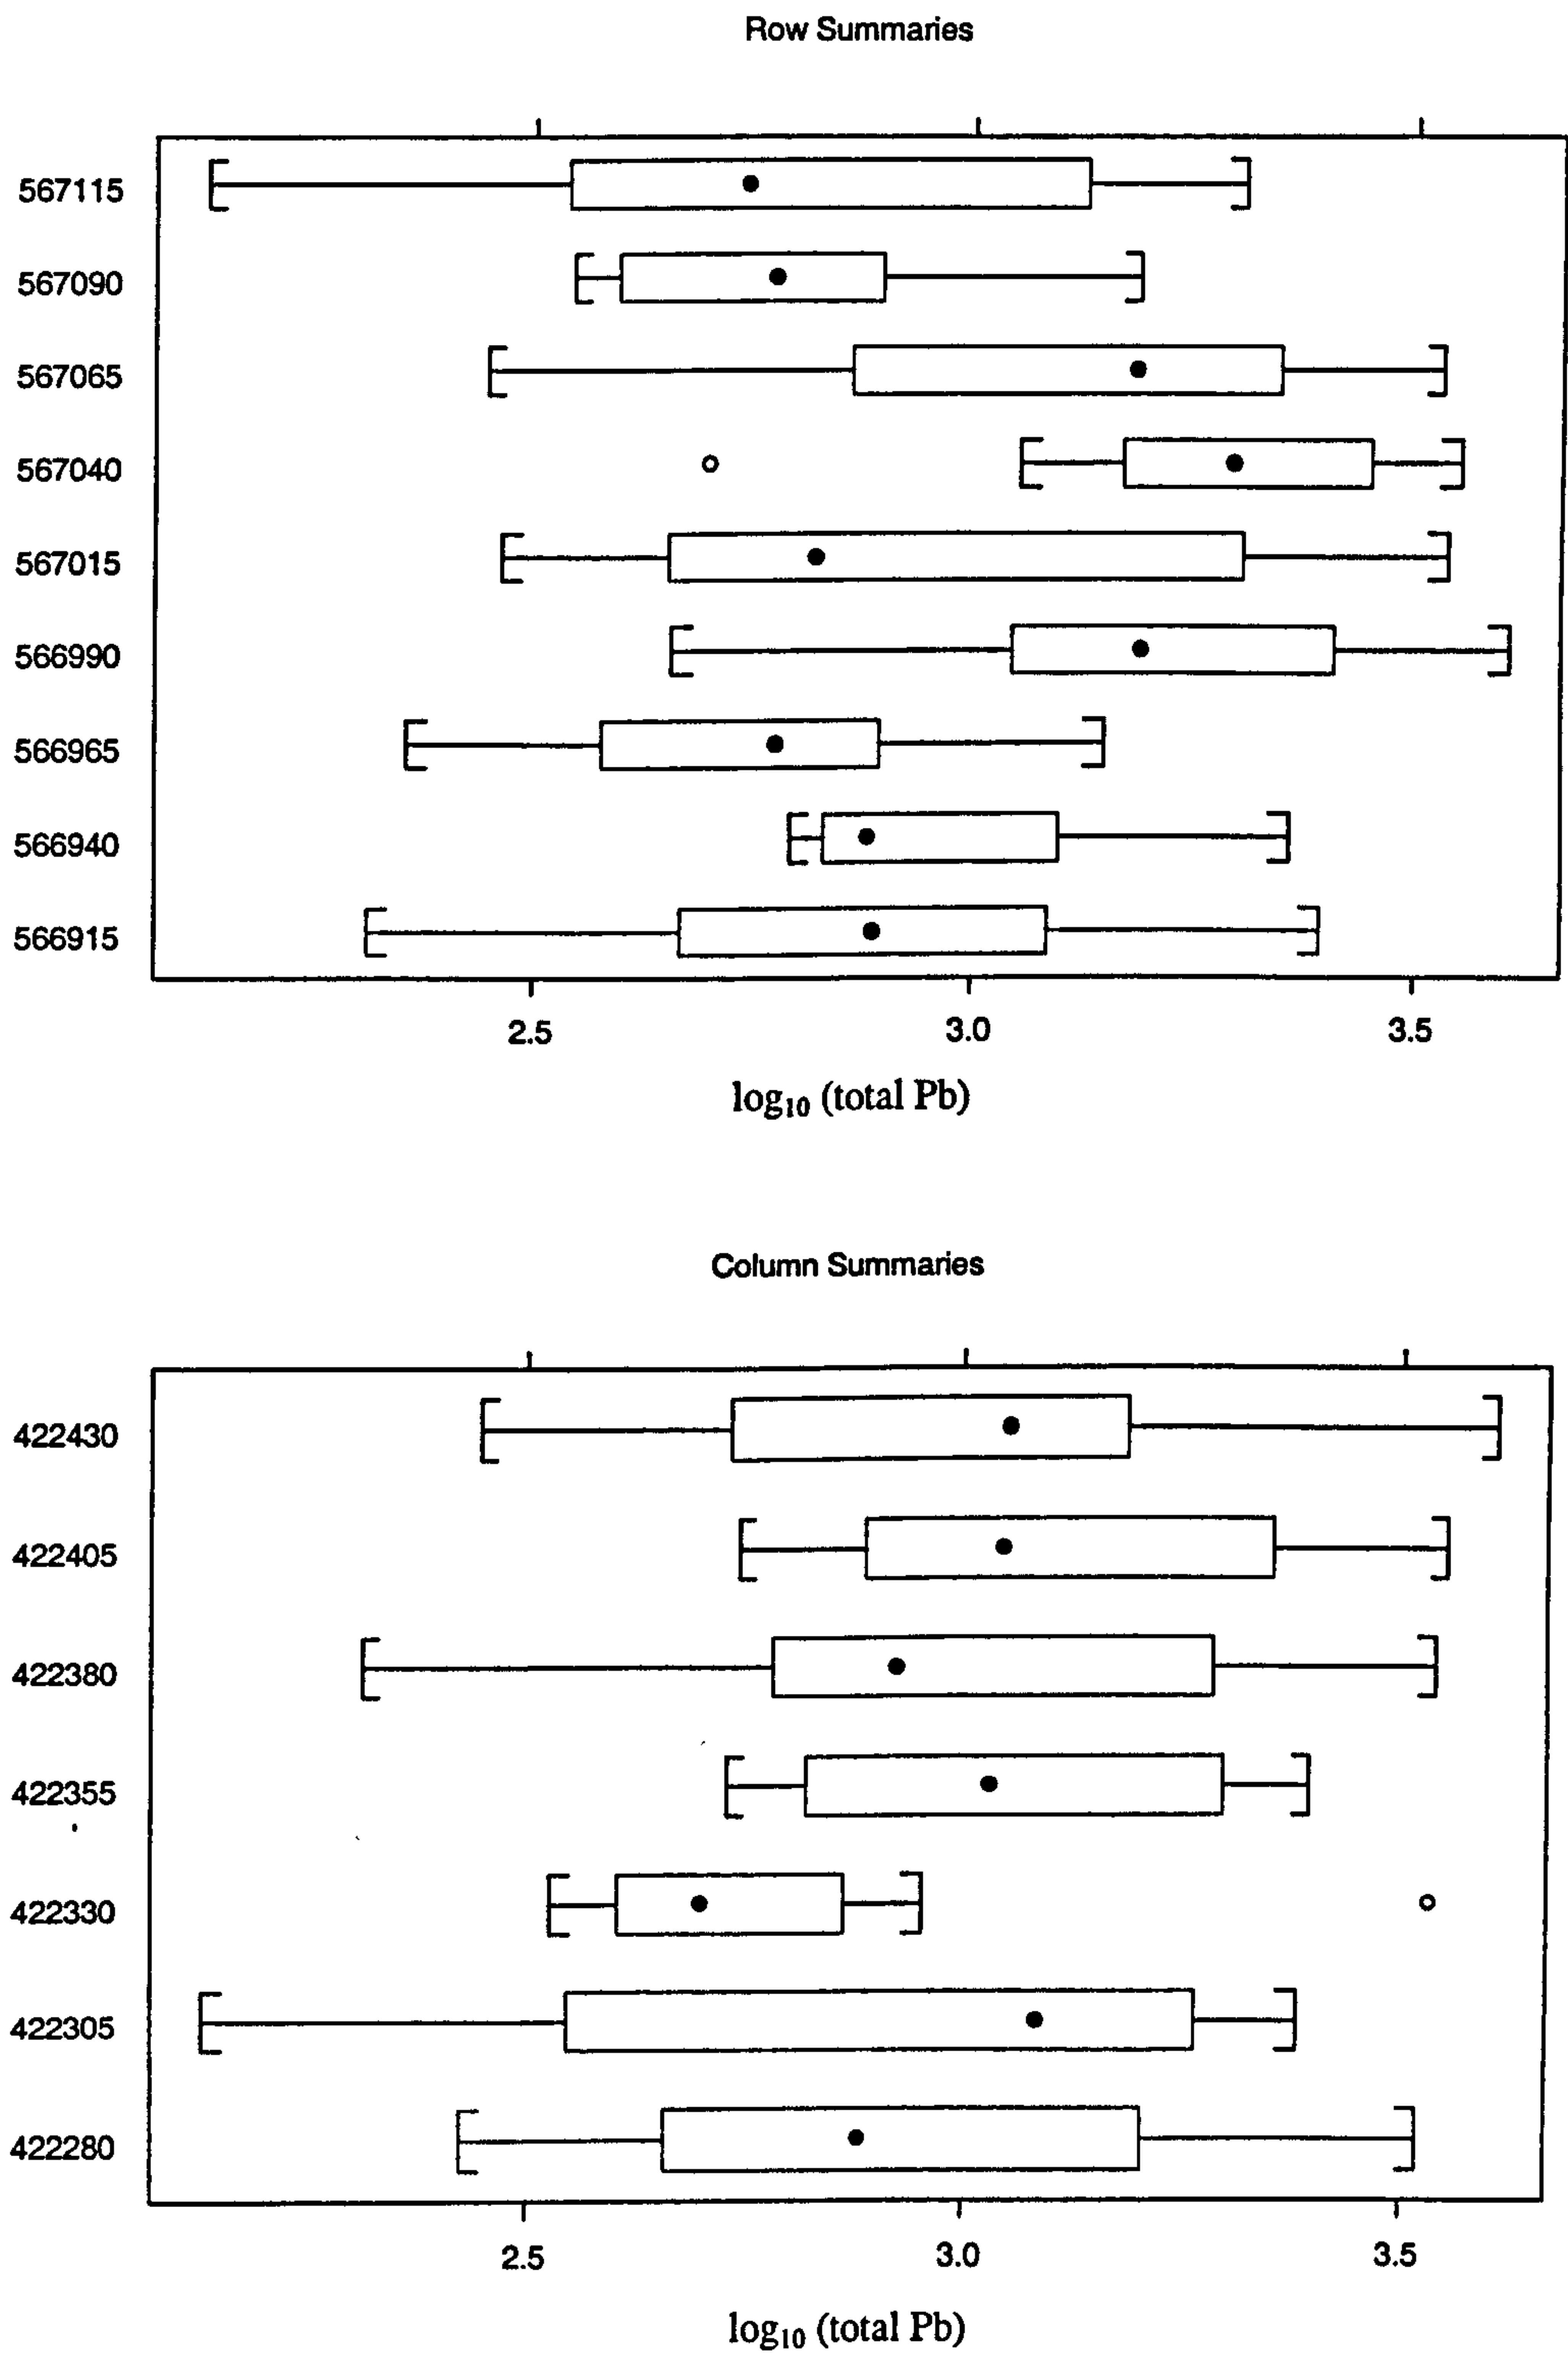 Row Summaries
567115
567090
567065
567040
567015
566990
566965
566940
566915
2.5 3.0 3.5
log₁₀ (total Pb)
Column Summaries
422430
422405
422380
422355
422330
422305
422280
2.5 3.0 3.5
log₁₀ (total Pb)